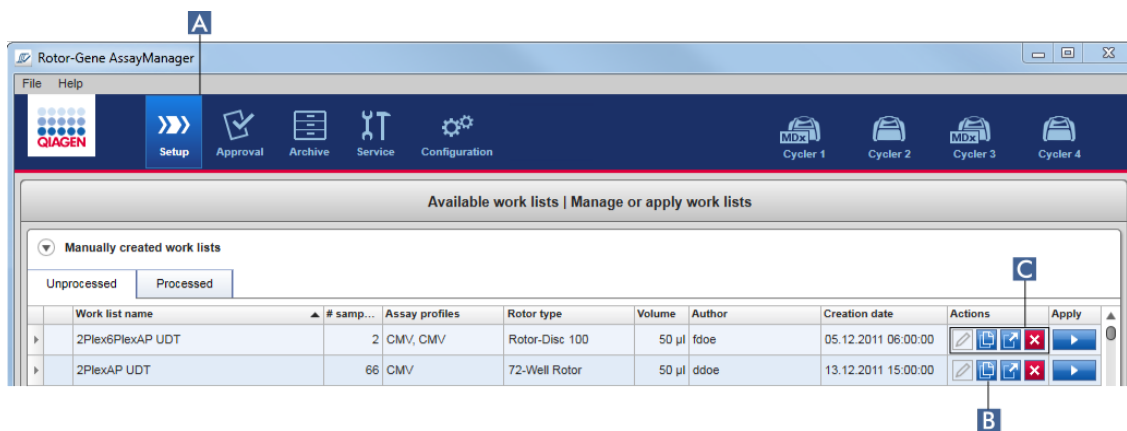 A
Rotor-Gene AssayManager
File Help
QIAGEN
Setup Approval Archive Service Configuration MDx Cycler 1 Cycler 2 MDx Cycler 3 Cycler 4
Available work lists | Manage or apply work lists
Manually created work lists
C
Unprocessed Processed
Work list name # samp... Assay profiles Rotor type Volume Author Creation date Actions Apply
2Plex6PlexAP UDT 2 CMV, CMV Rotor-Disc 100 50 µl fdoe 05.12.2011 06:00:00
2PlexAP UDT 66 CMV 72-Well Rotor 50 µl ddoe 13.12.2011 15:00:00
B